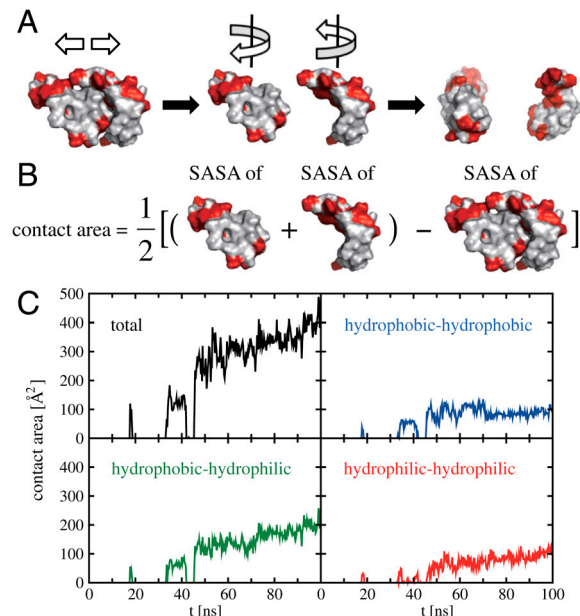 A
B
SASA of SASA of SASA of
contact area = 1/2 [( + ) − ]
C
contact area [Å²]
500
400
300
200
100
0
total
hydrophobic-hydrophobic
400
300
200
100
0
hydrophobic-hydrophilic
hydrophilic-hydrophilic
0 20 40 60 80 0 20 40 60 80 100
t [ns] t [ns]